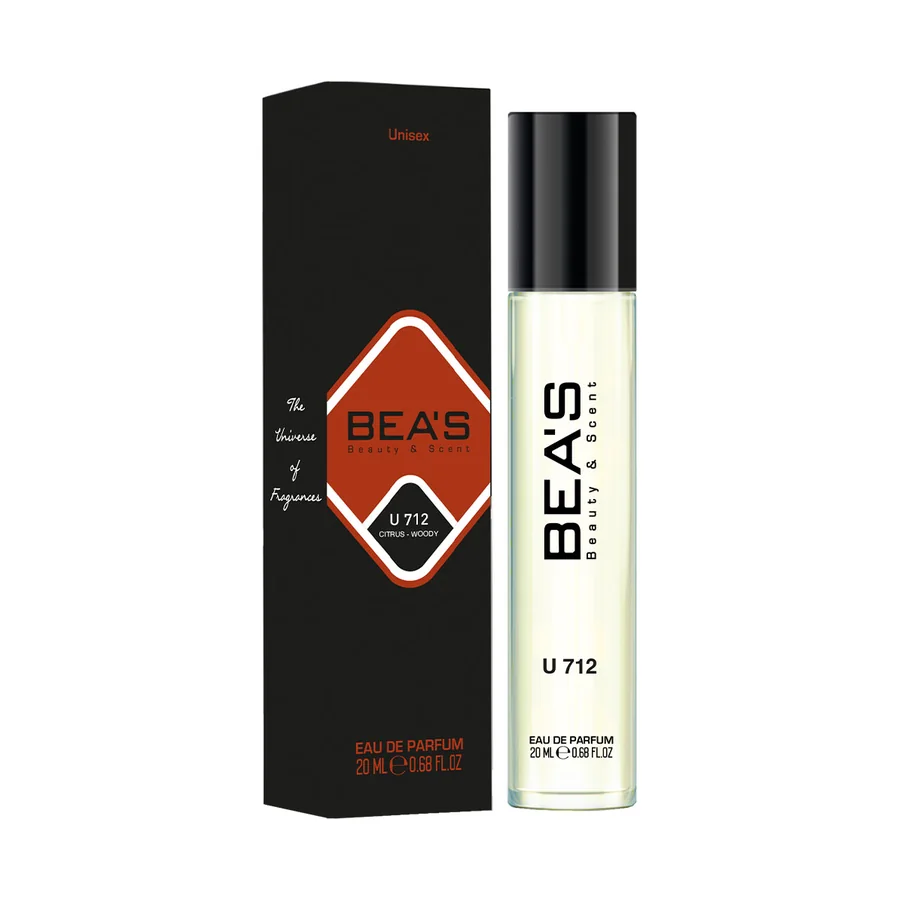 Unisex
The
Universe
of
Fragrances
BEA'S
Beauty & Scent
U 712
CITRUS - WOODY
EAU DE PARFUM
20 ML e 0.68 FL.OZ
BEA'S
Beauty & Scent
U 712
EAU DE PARFUM
20 ML e 0.68 FL.OZ